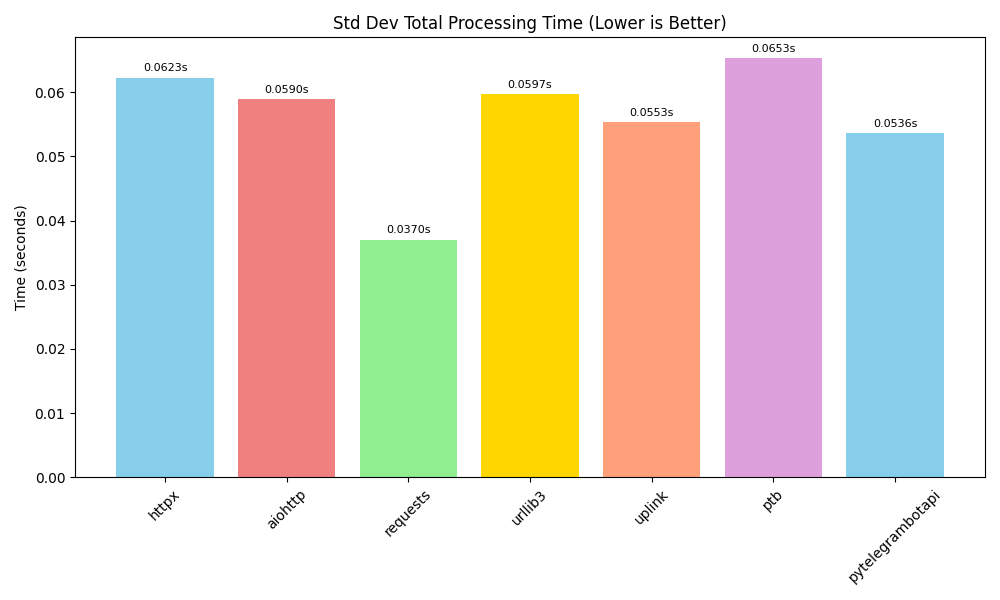 Std Dev Total Processing Time (Lower is Better)
Time (seconds)
0.06
0.05
0.04
0.03
0.02
0.01
0.00
0.0623s
0.0590s
0.0370s
0.0597s
0.0553s
0.0653s
0.0536s
httpx
aiohttp
requests
urllib3
uplink
ptb
pytelegrambotapi